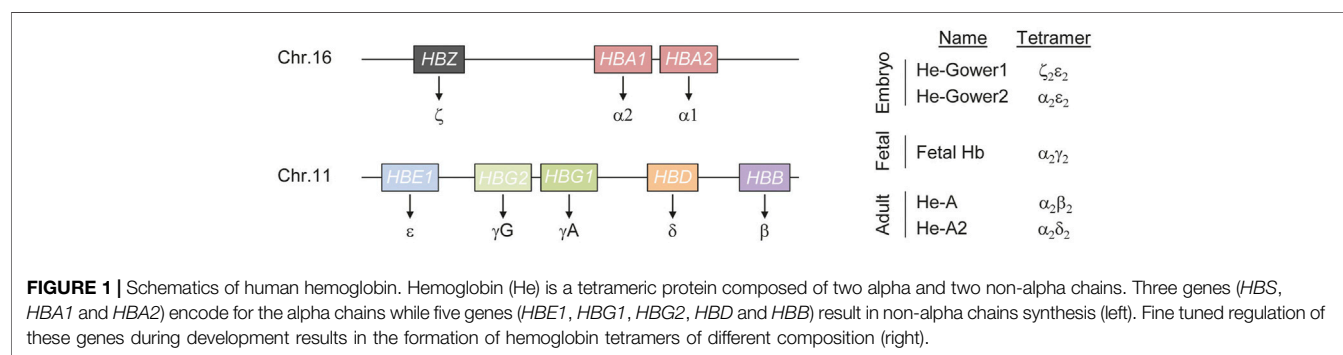 Name Tetramer
Chr.16 HBZ HBA1 HBA2
ζ α2 α1
Embryo
He-Gower1 ζ₂ε₂
He-Gower2 α₂ε₂
Chr.11 HBE1 HBG2 HBG1 HBD HBB
ε γG γA δ β
Fetal
Fetal Hb α₂γ₂
Adult
He-A α₂β₂
He-A2 α₂δ₂
FIGURE 1 | Schematics of human hemoglobin. Hemoglobin (He) is a tetrameric protein composed of two alpha and two non-alpha chains. Three genes (HBS,
HBA1 and HBA2) encode for the alpha chains while five genes (HBE1, HBG1, HBG2, HBD and HBB) result in non-alpha chains synthesis (left). Fine tuned regulation of
these genes during development results in the formation of hemoglobin tetramers of different composition (right).